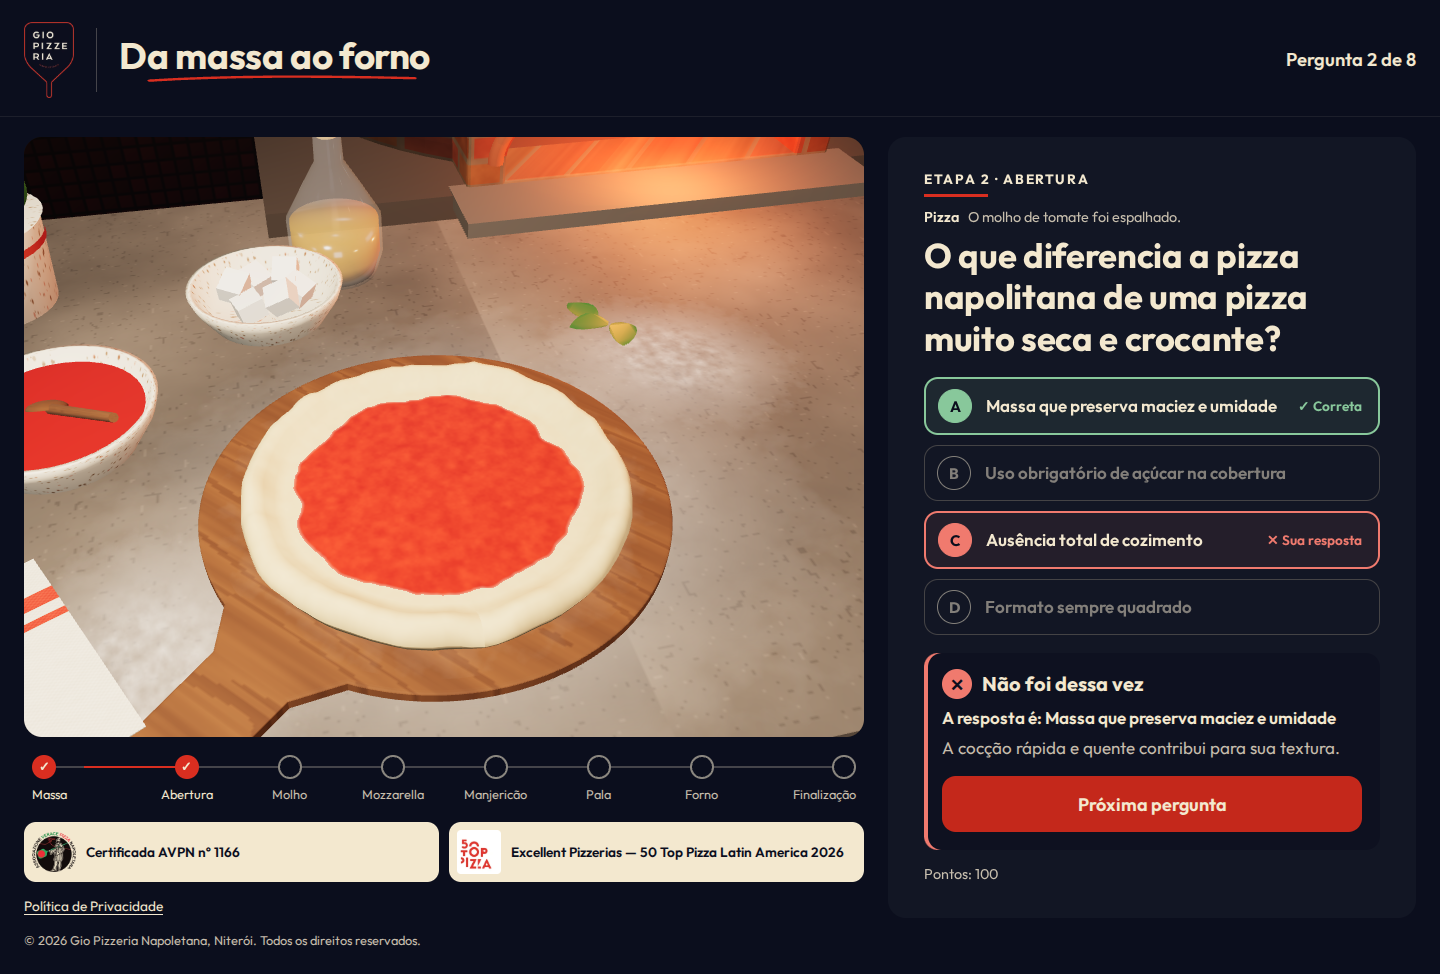 GIO
PIZZE
RIA
Da massa ao forno
Pergunta 2 de 8
ETAPA 2 · ABERTURA
Pizza O molho de tomate foi espalhado.
O que diferencia a pizza
napolitana de uma pizza
muito seca e crocante?
A Massa que preserva maciez e umidade ✓ Correta
B Uso obrigatório de açúcar na cobertura
C Ausência total de cozimento ✕ Sua resposta
D Formato sempre quadrado
✕ Não foi dessa vez
A resposta é: Massa que preserva maciez e umidade
A cocção rápida e quente contribui para sua textura.
Próxima pergunta
Pontos: 100
Massa Abertura Molho Mozzarella Manjericão Pala Forno Finalização
Certificada AVPN nº 1166
50
TOP
PIZZA
Excellent Pizzerias — 50 Top Pizza Latin America 2026
Política de Privacidade
© 2026 Gio Pizzeria Napoletana, Niterói. Todos os direitos reservados.